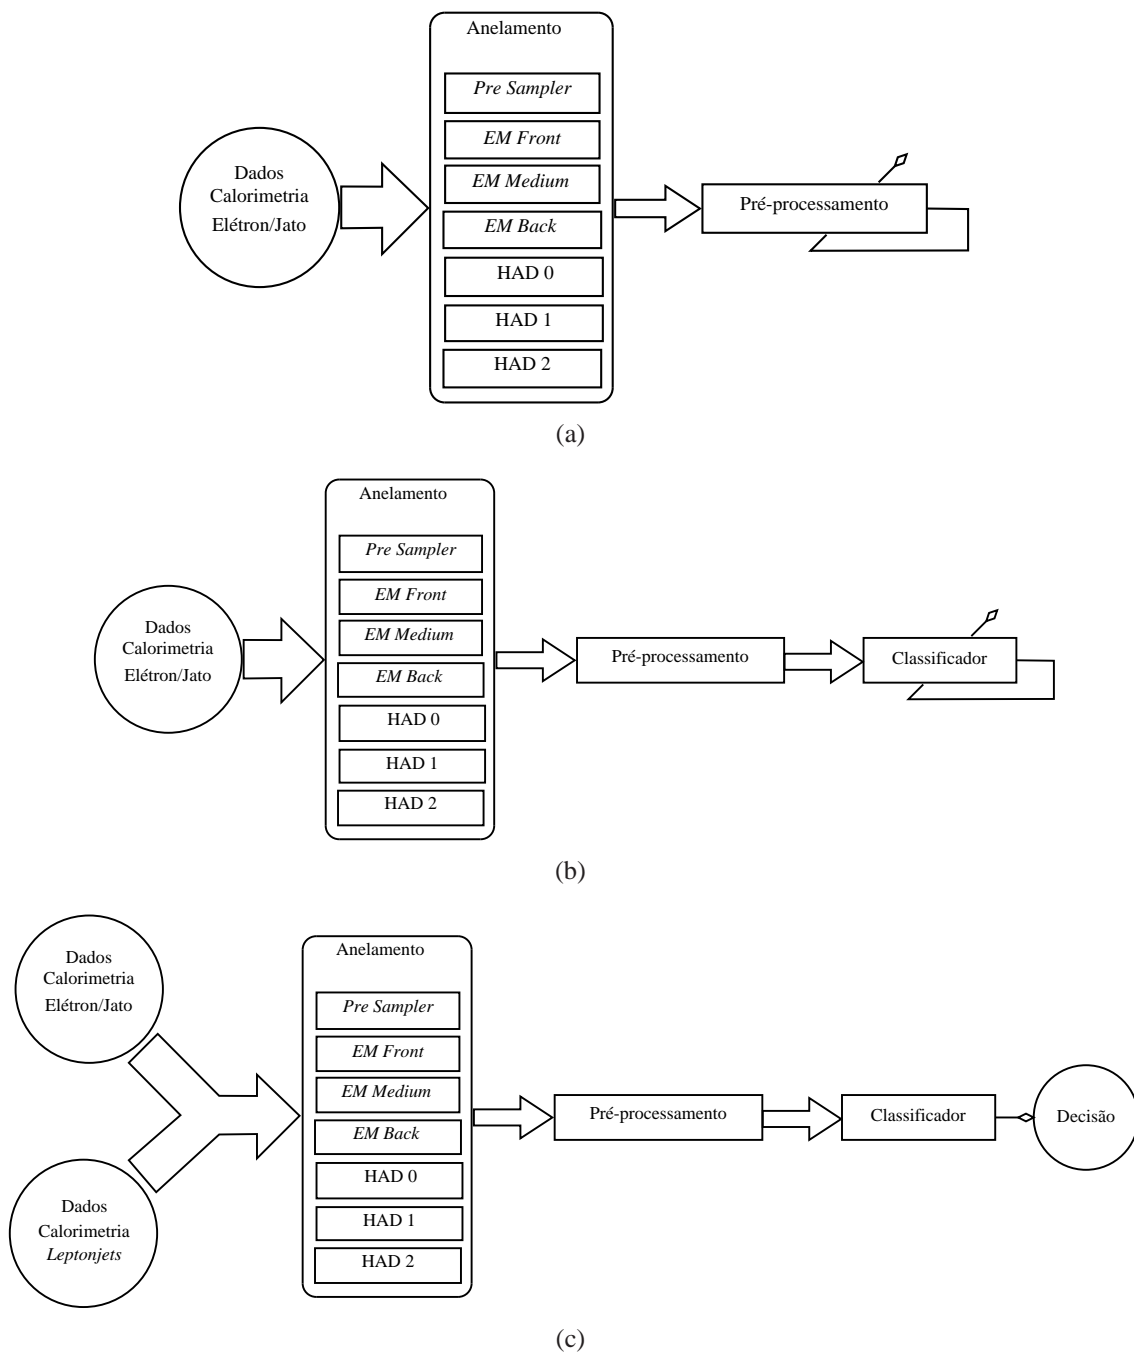 Anelamento
Pre Sampler
EM Front
Dados
Calorimetria
Elétron/Jato
EM Medium
EM Back
HAD 0
HAD 1
HAD 2
Pré-processamento
(a)
Anelamento
Pre Sampler
EM Front
Dados
Calorimetria
Elétron/Jato
EM Medium
EM Back
HAD 0
HAD 1
HAD 2
Pré-processamento
Classificador
(b)
Dados
Calorimetria
Elétron/Jato
Dados
Calorimetria
Leptonjets
Anelamento
Pre Sampler
EM Front
EM Medium
EM Back
HAD 0
HAD 1
HAD 2
Pré-processamento
Classificador
Decisão
(c)